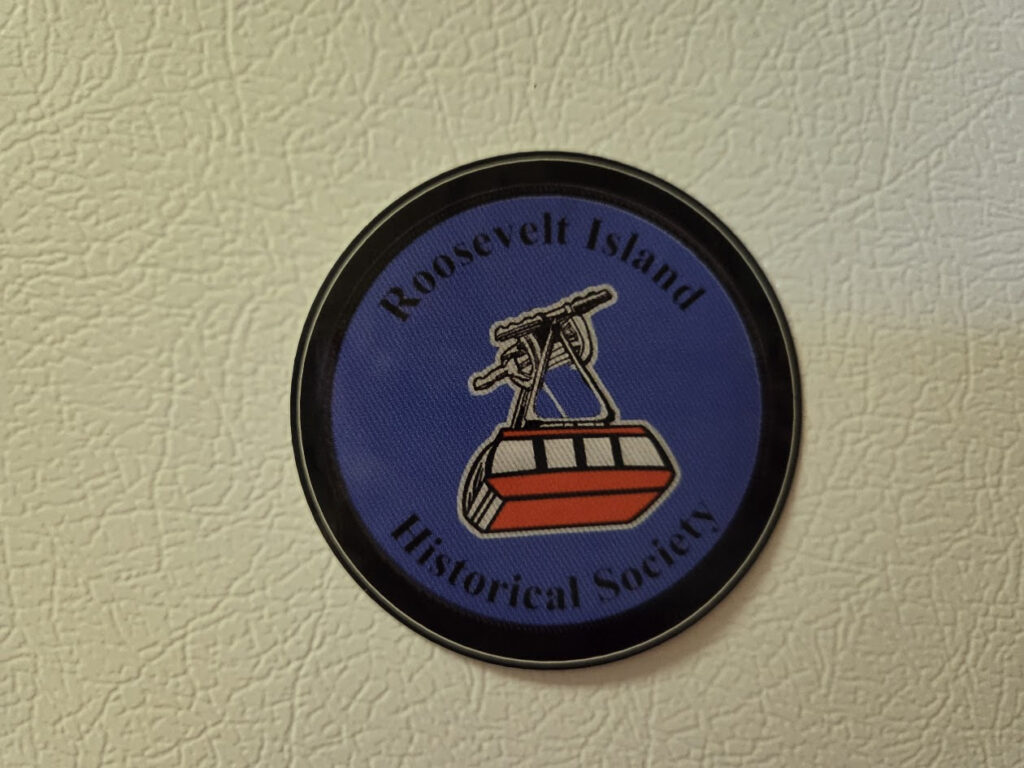 Roosevelt Island
Historical Society